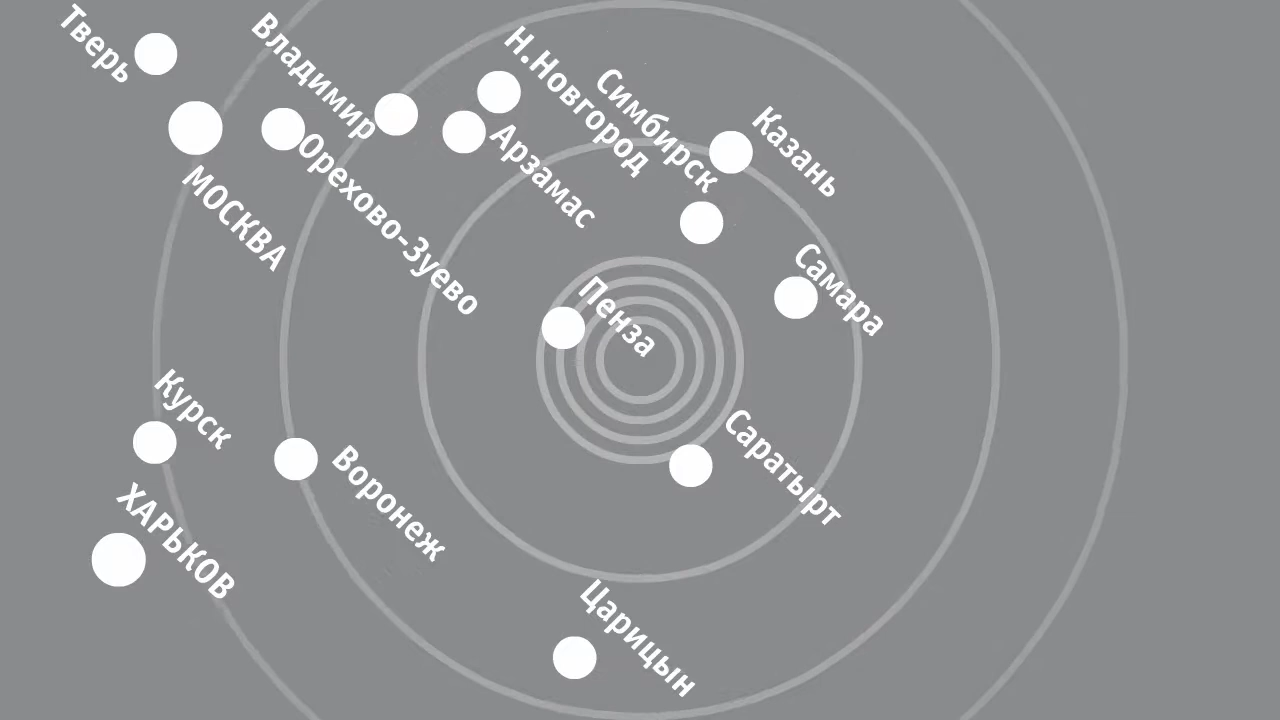 Тверь
Владимир
Н.Новгород
Симбирск
Казань
МОСКВА
Орехово-Зуево
Арзамас
Самара
Пенза
Курск
Воронеж
Саратырт
ХАРЬКОВ
Царицын